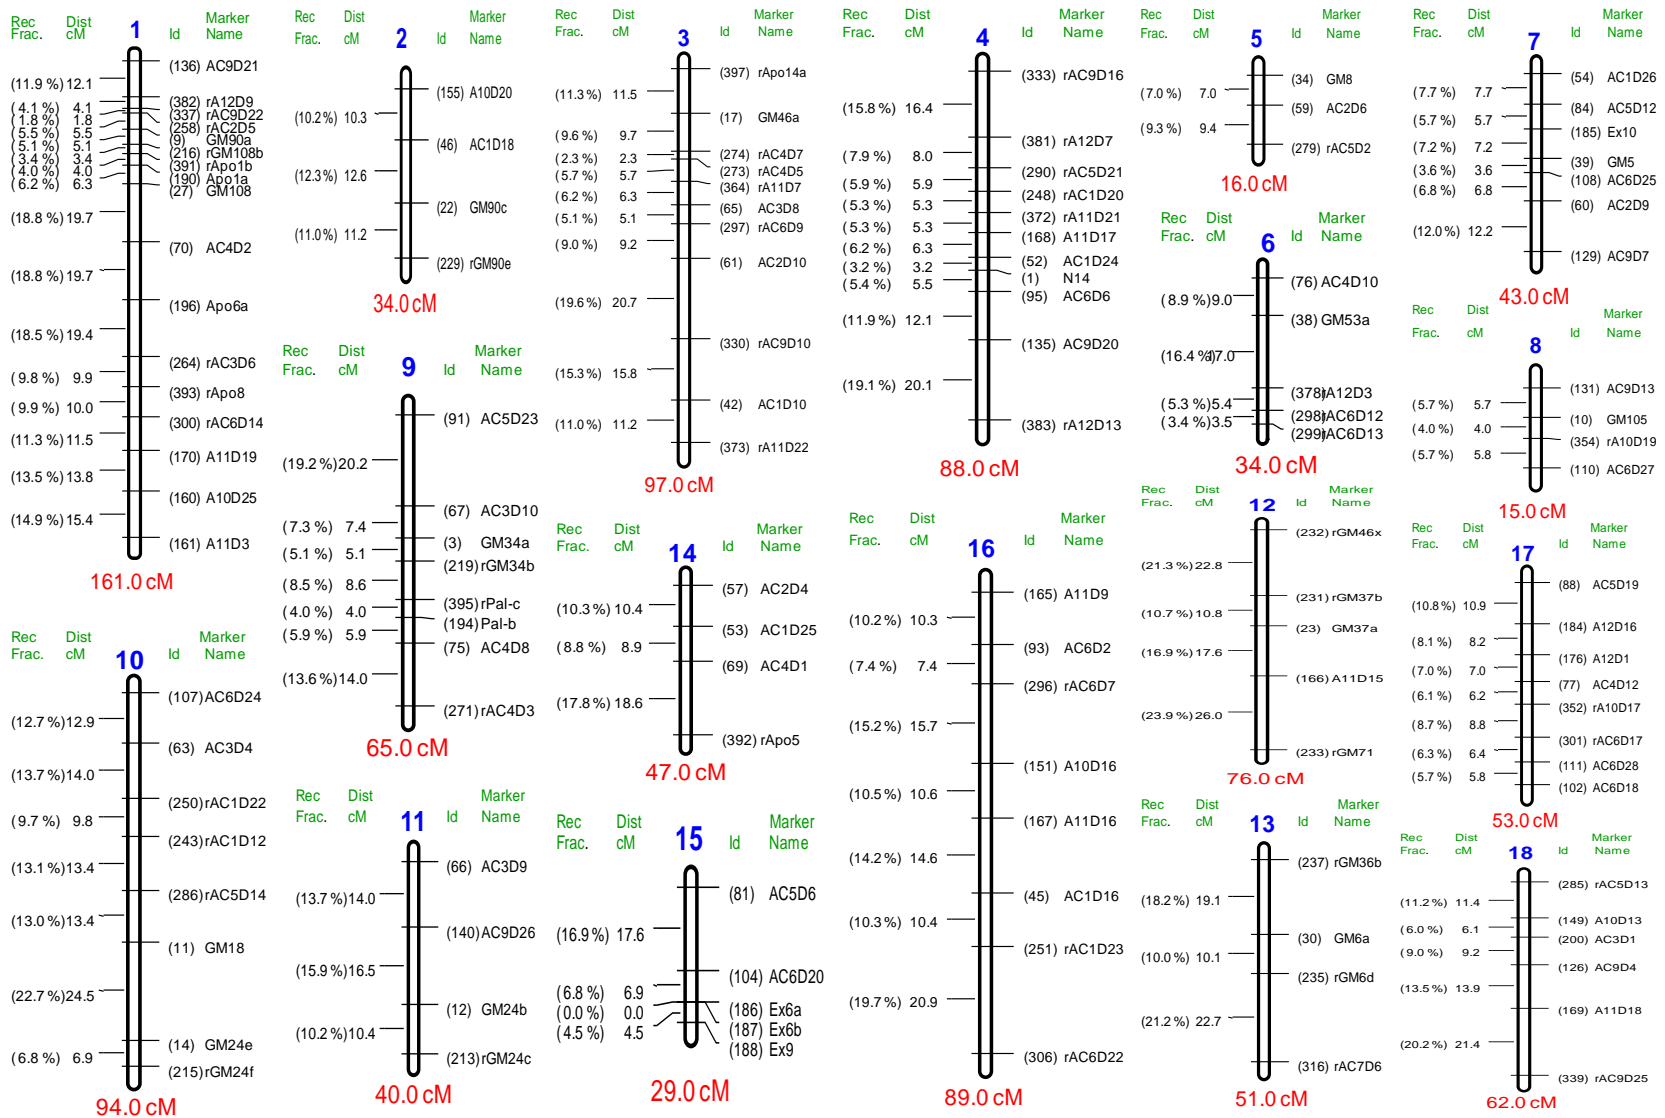 Rec Dist Marker
Frac. cM 1 Id Name
(136) AC9D21
(11.9 %) 12.1
(382) rA12D9
(4.1 %) 4.1
(337) rAC9D22
(1.8 %) 1.8
(258) rAC2D5
(5.5 %) 5.5
(9) GM90a
(5.1 %) 5.1
(216) rGM108b
(3.4 %) 3.4
(391) rApo1b
(4.0 %) 4.0
(190) Apo1a
(6.2 %) 6.3
(27) GM108
(18.8 %) 19.7
(70) AC4D2
(18.8 %) 19.7
(196) Apo6a
(18.5 %) 19.4
(264) rAC3D6
(9.8 %) 9.9
(393) rApo8
(9.9 %) 10.0
(300) rAC6D14
(11.3 %) 11.5
(170) A11D19
(13.5 %) 13.8
(160) A10D25
(14.9 %) 15.4
(161) A11D3
161.0 cM
Rec Dist Marker
Frac. cM 2 Id Name
(155) A10D20
(10.2 %) 10.3
(46) AC1D18
(12.3 %) 12.6
(22) GM90c
(11.0 %) 11.2
(229) rGM90e
34.0 cM
Rec Dist Marker
Frac. cM 3 Id Name
(397) rApo14a
(11.3 %) 11.5
(17) GM46a
(9.6 %) 9.7
(274) rAC4D7
(2.3 %) 2.3
(273) rAC4D5
(5.7 %) 5.7
(364) rA11D7
(6.2 %) 6.3
(65) AC3D8
(5.1 %) 5.1
(297) rAC6D9
(9.0 %) 9.2
(61) AC2D10
(19.6 %) 20.7
(330) rAC9D10
(15.3 %) 15.8
(42) AC1D10
(11.0 %) 11.2
(373) rA11D22
97.0 cM
Rec Dist Marker
Frac. cM 4 Id Name
(333) rAC9D16
(15.8 %) 16.4
(381) rA12D7
(7.9 %) 8.0
(290) rAC5D21
(5.9 %) 5.9
(248) rAC1D20
(5.3 %) 5.3
(372) rA11D21
(5.3 %) 5.3
(168) A11D17
(6.2 %) 6.3
(52) AC1D24
(3.2 %) 3.2
(1) N14
(5.4 %) 5.5
(95) AC6D6
(11.9 %) 12.1
(135) AC9D20
(19.1 %) 20.1
(383) rA12D13
88.0 cM
Rec Dist Marker
Frac. cM 5 Id Name
(34) GM8
(7.0 %) 7.0
(59) AC2D6
(9.3 %) 9.4
(279) rAC5D2
16.0 cM
Rec Dist Marker
Frac. cM 6 Id Name
(76) AC4D10
(8.9 %) 9.0
(38) GM53a
(16.4 %) 17.0
(378) rA12D3
(5.3 %) 5.4
(298) rAC6D12
(3.4 %) 3.5
(299) rAC6D13
34.0 cM
Rec Dist Marker
Frac. cM 7 Id Name
(54) AC1D26
(7.7 %) 7.7
(84) AC5D12
(5.7 %) 5.7
(185) Ex10
(7.2 %) 7.2
(39) GM5
(3.6 %) 3.6
(108) AC6D25
(6.8 %) 6.8
(60) AC2D9
(12.0 %) 12.2
(129) AC9D7
43.0 cM
Rec Dist Marker
Frac. cM 8 Id Name
(131) AC9D13
(5.7 %) 5.7
(10) GM105
(4.0 %) 4.0
(354) rA10D19
(5.7 %) 5.8
(110) AC6D27
15.0 cM
Rec Dist Marker
Frac. cM 9 Id Name
(91) AC5D23
(19.2 %) 20.2
(67) AC3D10
(7.3 %) 7.4
(3) GM34a
(5.1 %) 5.1
(219) rGM34b
(8.5 %) 8.6
(395) rPal-c
(4.0 %) 4.0
(194) Pal-b
(5.9 %) 5.9
(75) AC4D8
(13.6 %) 14.0
(271) rAC4D3
65.0 cM
Rec Dist Marker
Frac. cM 10 Id Name
(107) AC6D24
(12.7 %) 12.9
(63) AC3D4
(13.7 %) 14.0
(250) rAC1D22
(9.7 %) 9.8
(243) rAC1D12
(13.1 %) 13.4
(286) rAC5D14
(13.0 %) 13.4
(11) GM18
(22.7 %) 24.5
(14) GM24e
(6.8 %) 6.9
(215) rGM24f
94.0 cM
Rec Dist Marker
Frac. cM 11 Id Name
(66) AC3D9
(13.7 %) 14.0
(140) AC9D26
(15.9 %) 16.5
(12) GM24b
(10.2 %) 10.4
(213) rGM24c
40.0 cM
Rec Dist Marker
Frac. cM 12 Id Name
(232) rGM46x
(21.3 %) 22.8
(231) rGM37b
(10.7 %) 10.8
(23) GM37a
(16.9 %) 17.6
(166) A11D15
(23.9 %) 26.0
(233) rGM71
76.0 cM
Rec Dist Marker
Frac. cM 13 Id Name
(237) rGM36b
(18.2 %) 19.1
(30) GM6a
(10.0 %) 10.1
(235) rGM6d
(21.2 %) 22.7
(316) rAC7D6
51.0 cM
Rec Dist Marker
Frac. cM 14 Id Name
(57) AC2D4
(10.3 %) 10.4
(53) AC1D25
(8.8 %) 8.9
(69) AC4D1
(17.8 %) 18.6
(392) rApo5
47.0 cM
Rec Dist Marker
Frac. cM 15 Id Name
(81) AC5D6
(16.9 %) 17.6
(104) AC6D20
(6.8 %) 6.9
(186) Ex6a
(0.0 %) 0.0
(187) Ex6b
(4.5 %) 4.5
(188) Ex9
29.0 cM
Rec Dist Marker
Frac. cM 16 Id Name
(165) A11D9
(10.2 %) 10.3
(93) AC6D2
(7.4 %) 7.4
(296) rAC6D7
(15.2 %) 15.7
(151) A10D16
(10.5 %) 10.6
(167) A11D16
(14.2 %) 14.6
(45) AC1D16
(10.3 %) 10.4
(251) rAC1D23
(19.7 %) 20.9
(306) rAC6D22
89.0 cM
Rec Dist Marker
Frac. cM 17 Id Name
(88) AC5D19
(10.8 %) 10.9
(184) A12D16
(8.1 %) 8.2
(176) A12D1
(7.0 %) 7.0
(77) AC4D12
(6.1 %) 6.2
(352) rA10D17
(8.7 %) 8.8
(301) rAC6D17
(6.3 %) 6.4
(111) AC6D28
(5.7 %) 5.8
(102) AC6D18
53.0 cM
Rec Dist Marker
Frac. cM 18 Id Name
(285) rAC5D13
(11.2 %) 11.4
(149) A10D13
(6.0 %) 6.1
(200) AC3D1
(9.0 %) 9.2
(126) AC9D4
(13.5 %) 13.9
(169) A11D18
(20.2 %) 21.4
(339) rAC9D25
62.0 cM